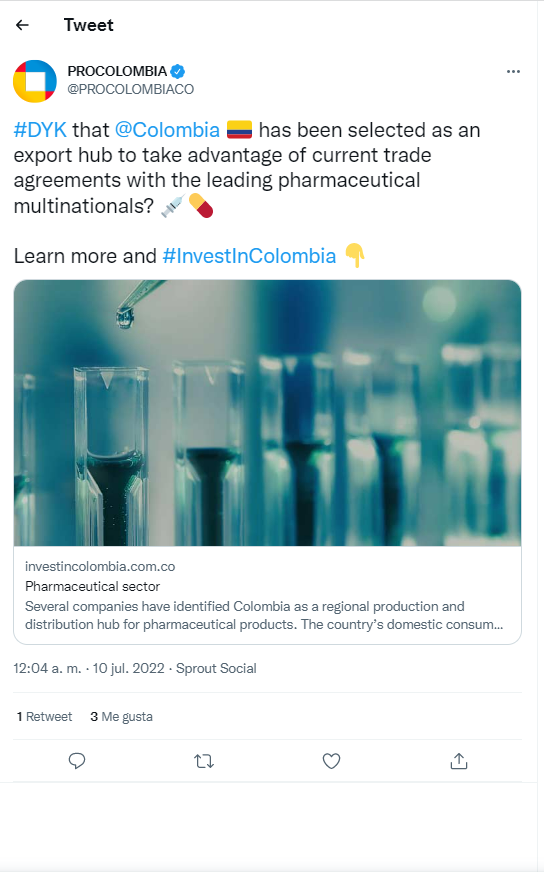 Tweet
PROCOLOMBIA
@PROCOLOMBIACO
#DYK that @Colombia 🇨🇴 has been selected as an
export hub to take advantage of current trade
agreements with the leading pharmaceutical
multinationals? 💉💊
Learn more and #InvestInColombia 👇
investincolombia.com.co
Pharmaceutical sector
Several companies have identified Colombia as a regional production and
distribution hub for pharmaceutical products. The country's domestic consum...
12:04 a. m. · 10 jul. 2022 · Sprout Social
1 Retweet 3 Me gusta